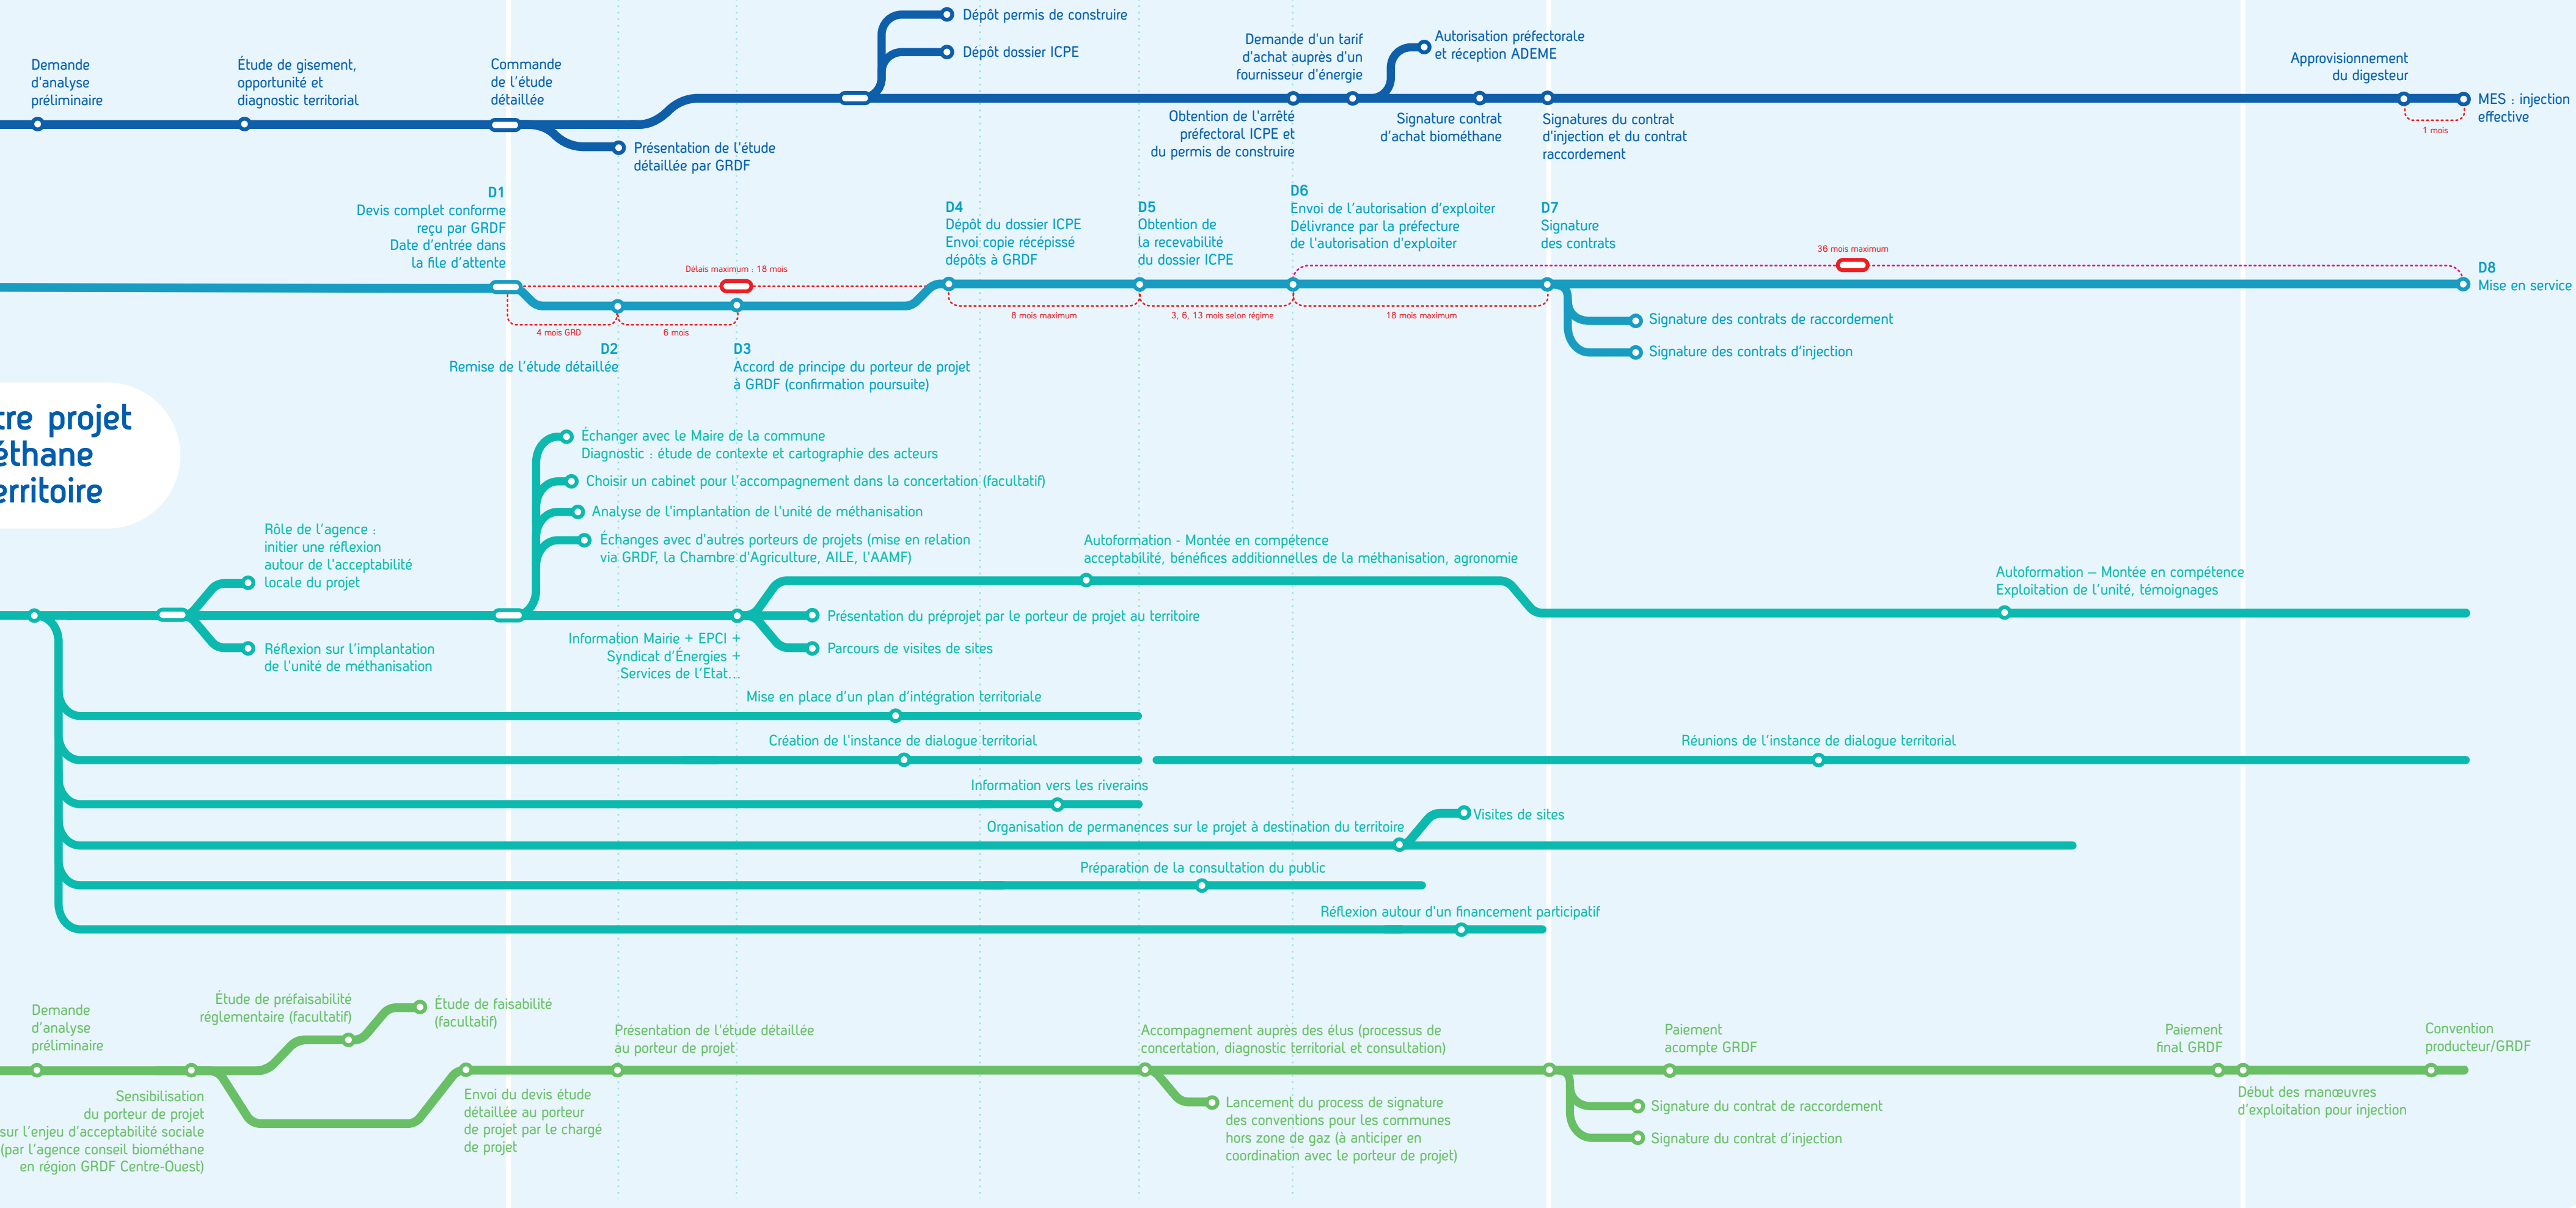 Dépôt permis de construire
Dépôt dossier ICPE
Demande
d'analyse
préliminaire
Étude de gisement,
opportunité et
diagnostic territorial
Commande
de l'étude
détaillée
Présentation de l'étude
détaillée par GRDF
Demande d'un tarif
d'achat auprès d'un
fournisseur d'énergie
Autorisation préfectorale
et réception ADEME
Obtention de l'arrêté
préfectoral ICPE et
du permis de construire
Signature contrat
d'achat biométhane
Signatures du contrat
d'injection et du contrat
raccordement
Approvisionnement
du digesteur
MES : injection
effective
1 mois
D1
Devis complet conforme
reçu par GRDF
Date d'entrée dans
la file d'attente
Délais maximum : 18 mois
4 mois GRD
6 mois
D2
Remise de l'étude détaillée
D3
Accord de principe du porteur de projet
à GRDF (confirmation poursuite)
D4
Dépôt du dossier ICPE
Envoi copie récépissé
dépôts à GRDF
8 mois maximum
D5
Obtention de
la recevabilité
du dossier ICPE
3, 6, 13 mois selon régime
D6
Envoi de l'autorisation d'exploiter
Délivrance par la préfecture
de l'autorisation d'exploiter
18 mois maximum
D7
Signature
des contrats
36 mois maximum
D8
Mise en service
Signature des contrats de raccordement
Signature des contrats d'injection
tre projet
éthane
erritoire
Échanger avec le Maire de la commune
Diagnostic : étude de contexte et cartographie des acteurs
Choisir un cabinet pour l'accompagnement dans la concertation (facultatif)
Analyse de l'implantation de l'unité de méthanisation
Échanges avec d'autres porteurs de projets (mise en relation
via GRDF, la Chambre d'Agriculture, AILE, l'AAMF)
Rôle de l'agence :
initier une réflexion
autour de l'acceptabilité
locale du projet
Réflexion sur l'implantation
de l'unité de méthanisation
Autoformation - Montée en compétence
acceptabilité, bénéfices additionnelles de la méthanisation, agronomie
Autoformation – Montée en compétence
Exploitation de l'unité, témoignages
Présentation du préprojet par le porteur de projet au territoire
Information Mairie + EPCI +
Syndicat d'Énergies +
Services de l'Etat...
Parcours de visites de sites
Mise en place d'un plan d'intégration territoriale
Création de l'instance de dialogue territorial
Réunions de l'instance de dialogue territorial
Information vers les riverains
Organisation de permanences sur le projet à destination du territoire
Visites de sites
Préparation de la consultation du public
Réflexion autour d'un financement participatif
Demande
d'analyse
préliminaire
Étude de préfaisabilité
réglementaire (facultatif)
Étude de faisabilité
(facultatif)
Sensibilisation
du porteur de projet
sur l'enjeu d'acceptabilité sociale
(par l'agence conseil biométhane
en région GRDF Centre-Ouest)
Envoi du devis étude
détaillée au porteur
de projet par le chargé
de projet
Présentation de l'étude détaillée
au porteur de projet
Accompagnement auprès des élus (processus de
concertation, diagnostic territorial et consultation)
Lancement du process de signature
des conventions pour les communes
hors zone de gaz (à anticiper en
coordination avec le porteur de projet)
Paiement
acompte GRDF
Signature du contrat de raccordement
Signature du contrat d'injection
Paiement
final GRDF
Début des manœuvres
d'exploitation pour injection
Convention
producteur/GRDF